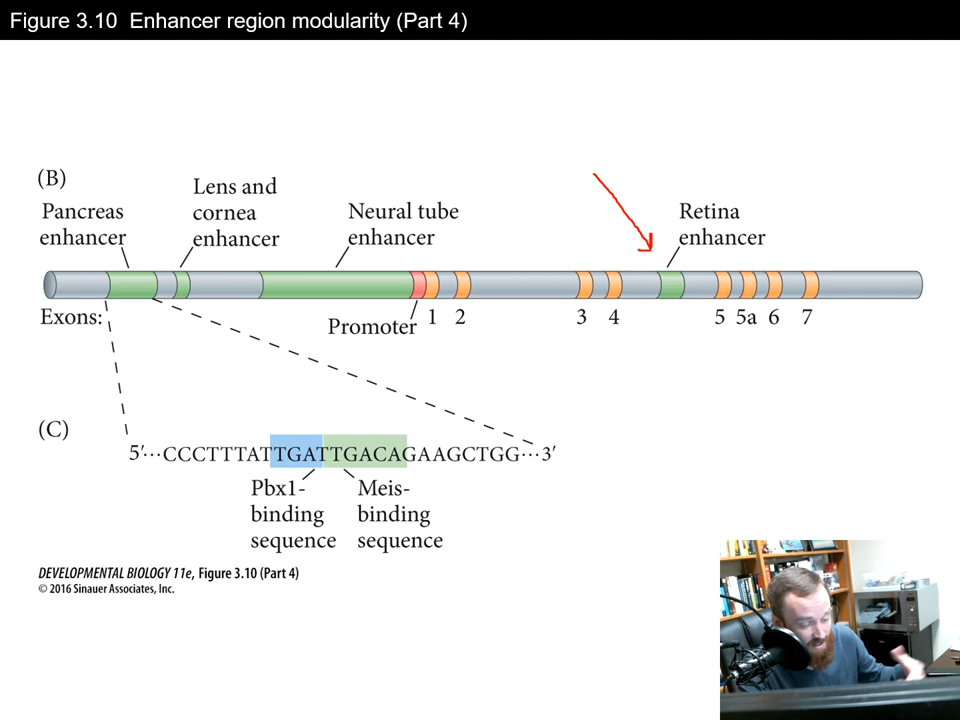 Figure 3.10 Enhancer region modularity (Part 4)
(B)
Pancreas
enhancer
Lens and
cornea
enhancer
Neural tube
enhancer
Retina
enhancer
Exons:
Promoter
1 2 3 4 5 5a 6 7
(C)
5′···CCCTTTATTGATTGACAGAAGCTGG···3′
Pbx1-
binding
sequence
Meis-
binding
sequence
DEVELOPMENTAL BIOLOGY 11e, Figure 3.10 (Part 4)
© 2016 Sinauer Associates, Inc.